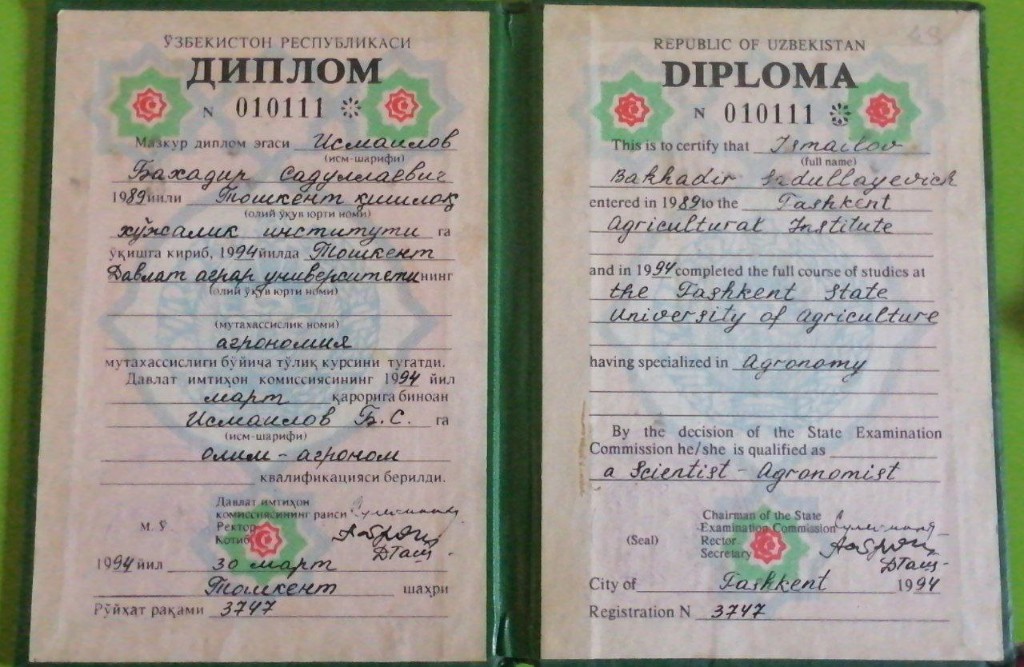 ЎЗБЕКИСТОН РЕСПУБЛИКАСИ
ДИПЛОМ
N 010111
Мазкур диплом эгаси Исмаилов
(исм-шарифи)
Бахадир Садуллаевич
1989 йили Тошкент қишлоқ
(олий ўқув юрти номи)
хўжалик институти га
ўқишга кириб, 1994 йилда Тошкент
Давлат аграр университетининг
(олий ўқув юрти номи)
(мутахассислик номи)
агрономия
мутахассислиги бўйича тўлиқ курсини тугатди.
Давлат имтиҳон комиссиясининг 1994 йил
март қарорига биноан
Исмаилов Б.С. га
(исм-шарифи)
олим-агроном
квалификацияси берилди.
Давлат имтиҳон
комиссиясининг раиси
М. Ў Ректор
Котиб
1994 йил 30 март
Тошкент шаҳри
Рўйхат рақами 3747
REPUBLIC OF UZBEKISTAN
DIPLOMA
N 010111
This is to certify that Ismailov
(full name)
Bakhadir Sadullayevich
entered in 1989 to the Tashkent
Agricultural Institute
and in 1994 completed the full course of studies at
the Tashkent State
University of agriculture
having specialized in Agronomy
By the decision of the State Examination
Commission he/she is qualified as
a Scientist-Agronomist
Chairman of the State
Examination Commission
(Seal) Rector
Secretary
City of Tashkent 1994
Registration N 3747